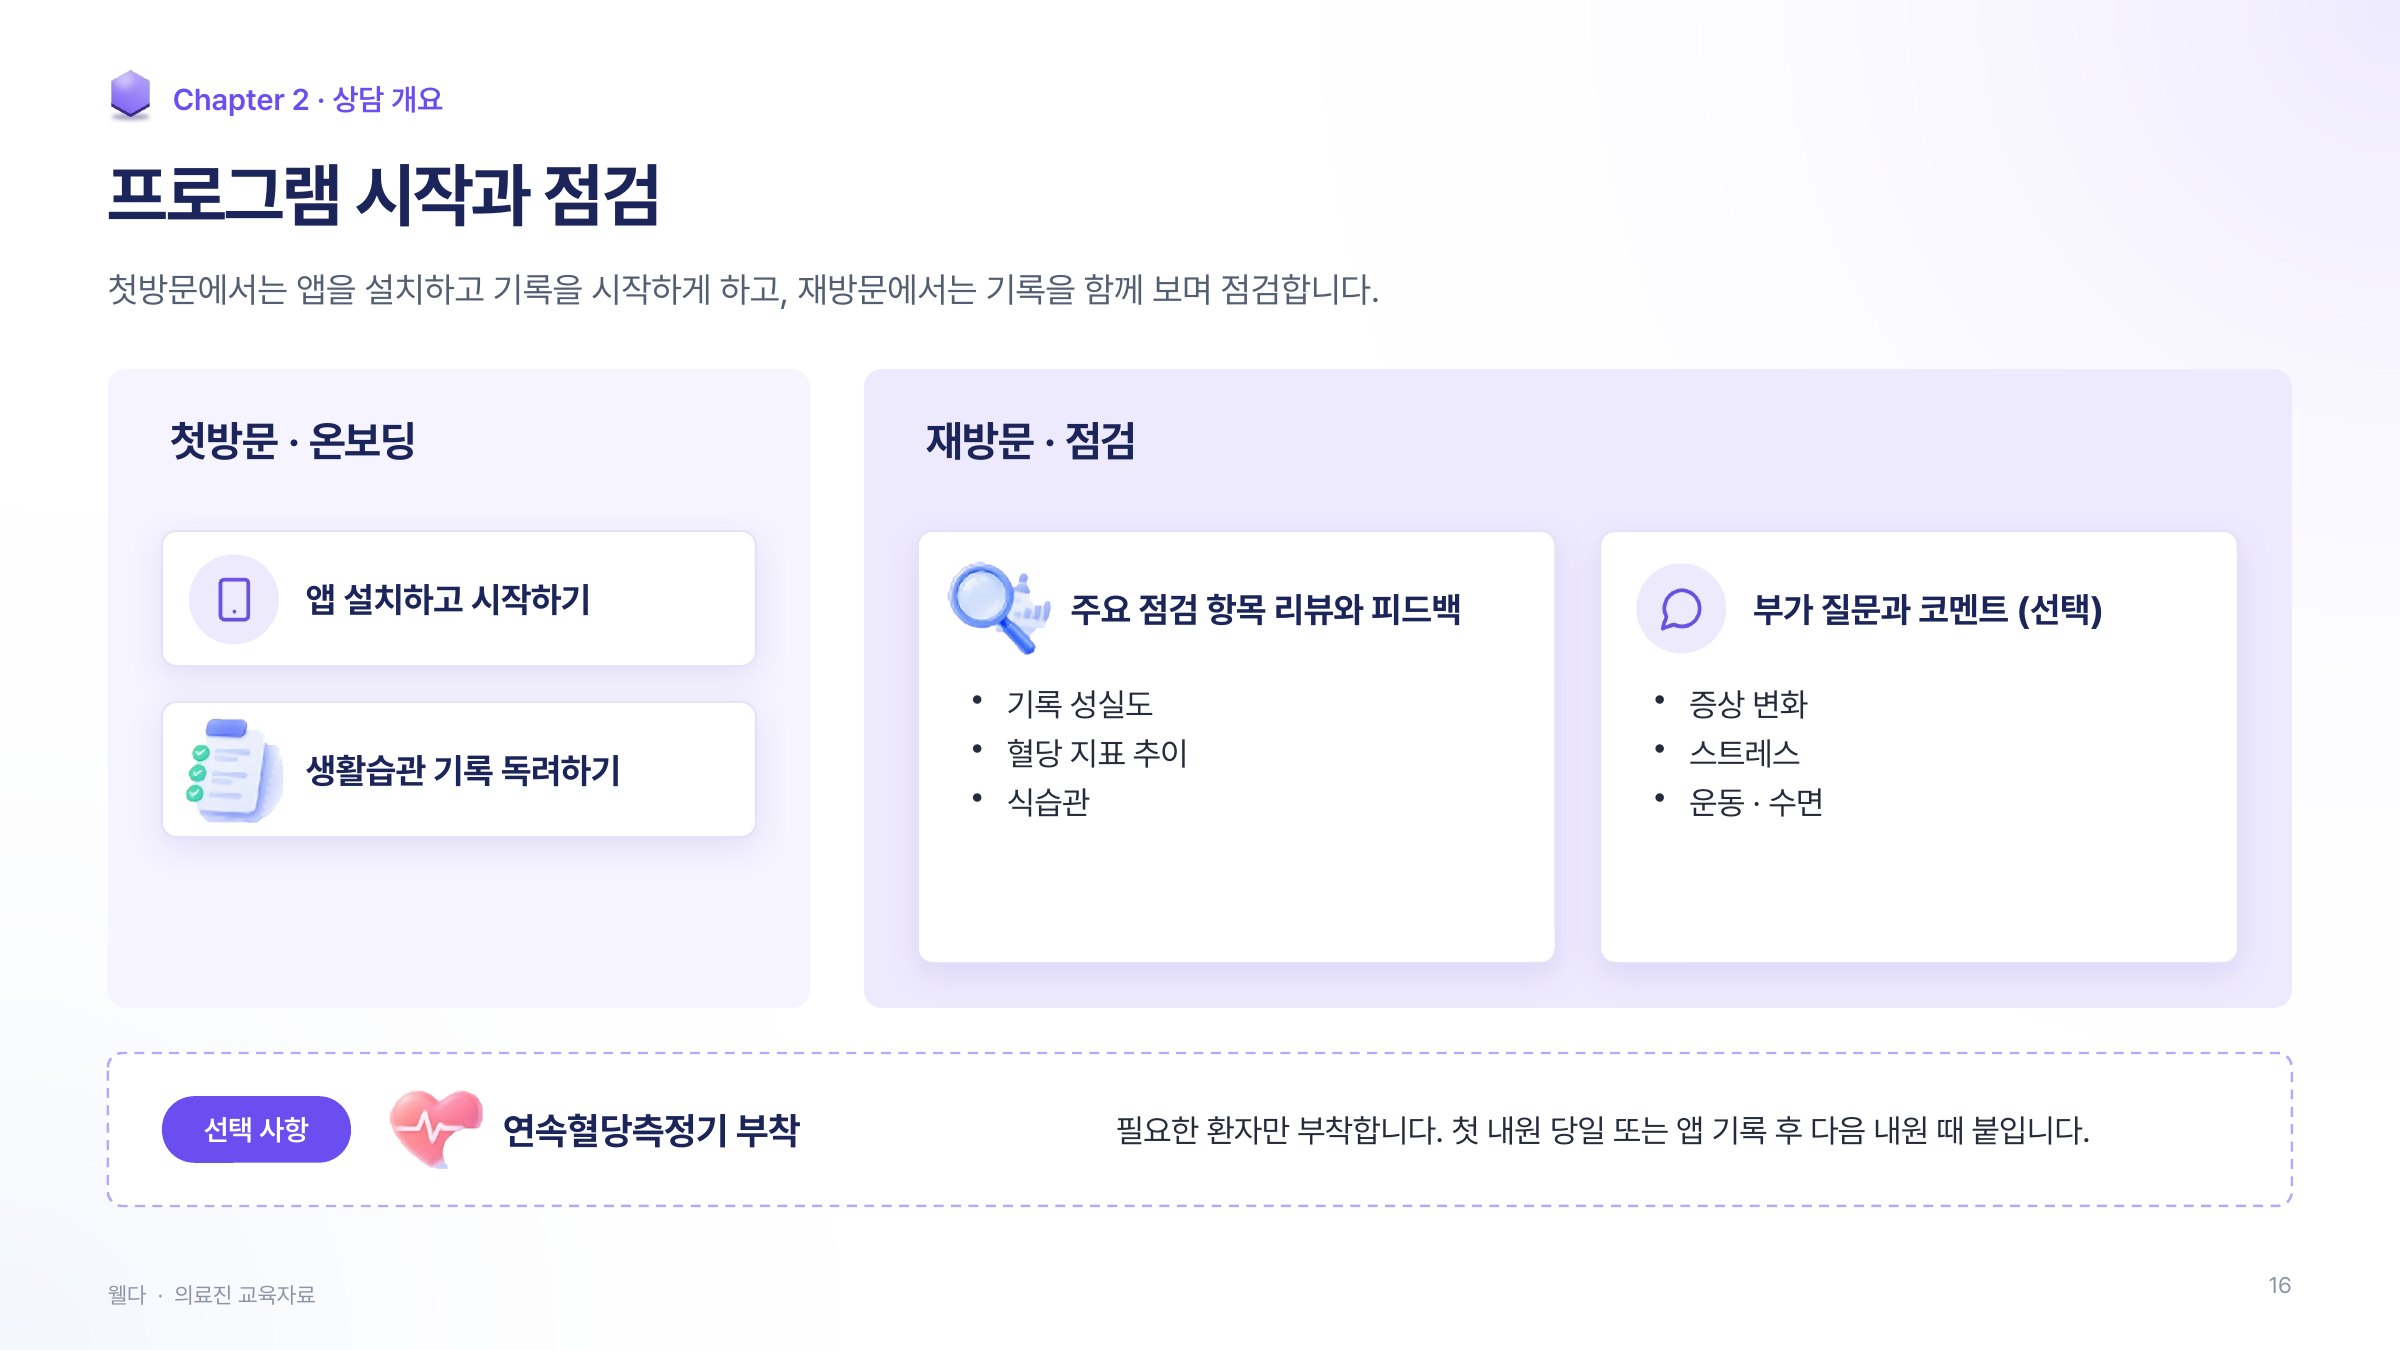 Chapter 2 · 상담 개요
프로그램 시작과 점검
첫방문에서는 앱을 설치하고 기록을 시작하게 하고, 재방문에서는 기록을 함께 보며 점검합니다.
첫방문 · 온보딩
앱 설치하고 시작하기
생활습관 기록 독려하기
재방문 · 점검
주요 점검 항목 리뷰와 피드백
• 기록 성실도
• 혈당 지표 추이
• 식습관
부가 질문과 코멘트 (선택)
• 증상 변화
• 스트레스
• 운동 · 수면
선택 사항
연속혈당측정기 부착
필요한 환자만 부착합니다. 첫 내원 당일 또는 앱 기록 후 다음 내원 때 붙입니다.
웰다 · 의료진 교육자료
16